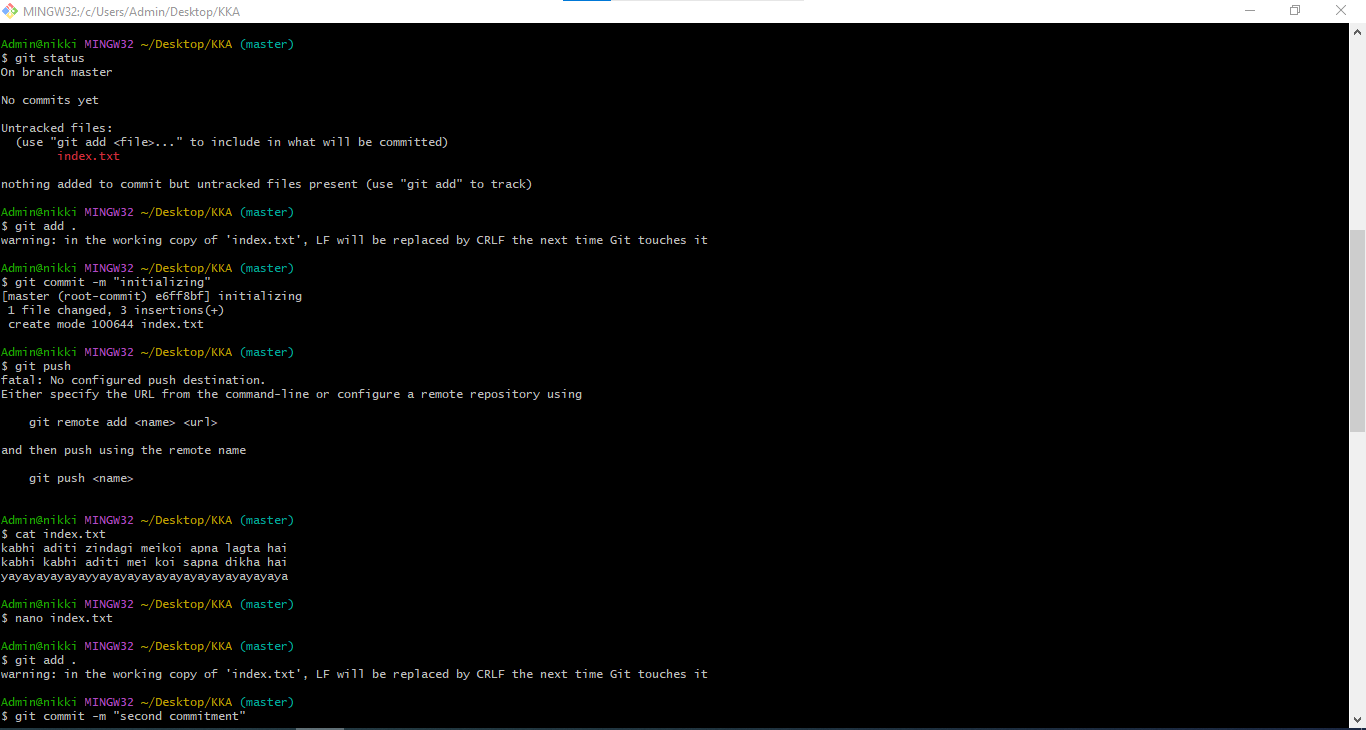 MINGW32:/c/Users/Admin/Desktop/KKA
Admin@nikki MINGW32 ~/Desktop/KKA (master)
$ git status
On branch master
No commits yet
Untracked files:
  (use "git add <file>..." to include in what will be committed)
        index.txt
nothing added to commit but untracked files present (use "git add" to track)
Admin@nikki MINGW32 ~/Desktop/KKA (master)
$ git add .
warning: in the working copy of 'index.txt', LF will be replaced by CRLF the next time Git touches it
Admin@nikki MINGW32 ~/Desktop/KKA (master)
$ git commit -m "initializing"
[master (root-commit) e6ff8bf] initializing
 1 file changed, 3 insertions(+)
 create mode 100644 index.txt
Admin@nikki MINGW32 ~/Desktop/KKA (master)
$ git push
fatal: No configured push destination.
Either specify the URL from the command-line or configure a remote repository using
    git remote add <name> <url>
and then push using the remote name
    git push <name>
Admin@nikki MINGW32 ~/Desktop/KKA (master)
$ cat index.txt
kabhi aditi zindagi meikoi apna lagta hai
kabhi kabhi aditi mei koi sapna dikha hai
yayayayayayayyayayayayayayayayayayayayaya
Admin@nikki MINGW32 ~/Desktop/KKA (master)
$ nano index.txt
Admin@nikki MINGW32 ~/Desktop/KKA (master)
$ git add .
warning: in the working copy of 'index.txt', LF will be replaced by CRLF the next time Git touches it
Admin@nikki MINGW32 ~/Desktop/KKA (master)
$ git commit -m "second commitment"